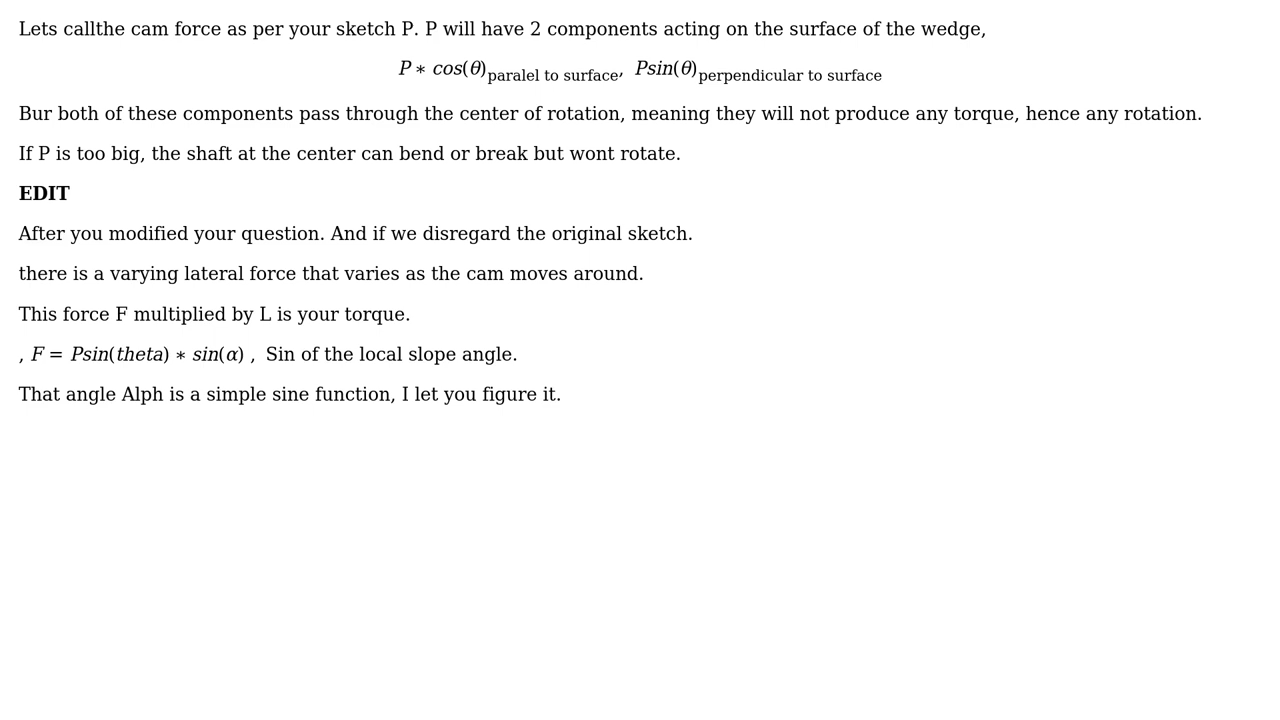 Lets callthe cam force as per your sketch P. P will have 2 components acting on the surface of the wedge,
P ∗ cos(θ)paralel to surface, Psin(θ)perpendicular to surface
Bur both of these components pass through the center of rotation, meaning they will not produce any torque, hence any rotation.
If P is too big, the shaft at the center can bend or break but wont rotate.
EDIT
After you modified your question. And if we disregard the original sketch.
there is a varying lateral force that varies as the cam moves around.
This force F multiplied by L is your torque.
, F = Psin(theta) ∗ sin(α) , Sin of the local slope angle.
That angle Alph is a simple sine function, I let you figure it.